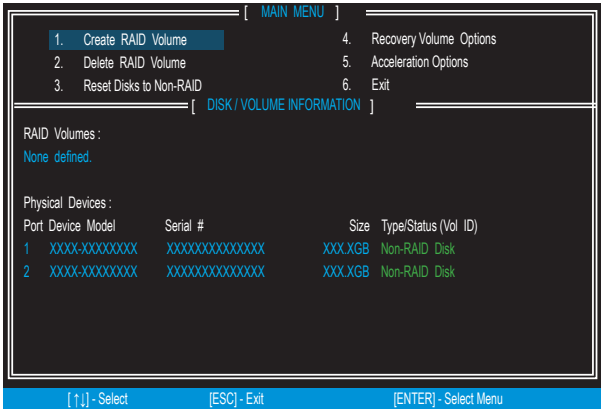 [ MAIN MENU ]
1. Create RAID Volume 4. Recovery Volume Options
2. Delete RAID Volume 5. Acceleration Options
3. Reset Disks to Non-RAID 6. Exit
[ DISK / VOLUME INFORMATION ]
RAID Volumes :
None defined.
Physical Devices :
Port Device Model Serial # Size Type/Status (Vol ID)
1 XXXX-XXXXXXXX XXXXXXXXXXXXXX XXX.XGB Non-RAID Disk
2 XXXX-XXXXXXXX XXXXXXXXXXXXXX XXX.XGB Non-RAID Disk
[ ↑↓] - Select [ESC] - Exit [ENTER] - Select Menu